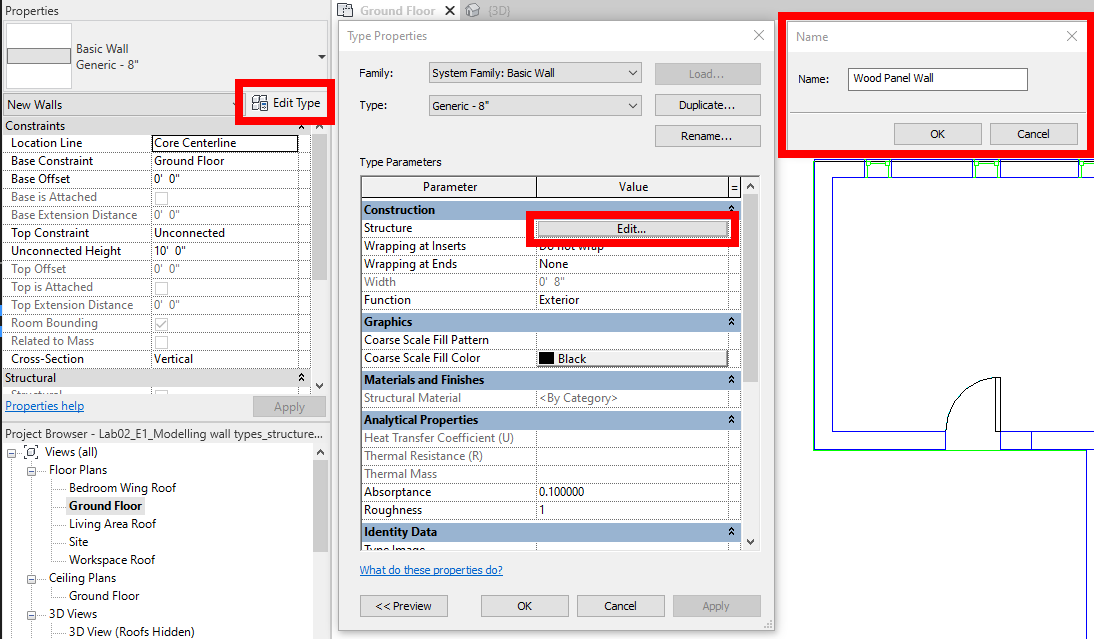 Properties
Basic Wall
Generic - 8"
New Walls
Edit Type
Constraints
Location Line Core Centerline
Base Constraint Ground Floor
Base Offset 0' 0"
Base is Attached
Base Extension Distance 0' 0"
Top Constraint Unconnected
Unconnected Height 10' 0"
Top Offset 0' 0"
Top is Attached
Top Extension Distance 0' 0"
Room Bounding
Related to Mass
Cross-Section Vertical
Structural
Structural
Properties help
Apply
Project Browser - Lab02_E1_Modelling wall types_structure...
Views (all)
Floor Plans
Bedroom Wing Roof
Ground Floor
Living Area Roof
Site
Workspace Roof
Ceiling Plans
Ground Floor
3D Views
3D View (Roofs Hidden)
Ground Floor
{3D}
Type Properties
Family: System Family: Basic Wall Load...
Type: Generic - 8" Duplicate...
Rename...
Type Parameters
Parameter Value =
Construction
Structure Edit...
Wrapping at Inserts Do not wrap
Wrapping at Ends None
Width 0' 8"
Function Exterior
Graphics
Coarse Scale Fill Pattern
Coarse Scale Fill Color Black
Materials and Finishes
Structural Material <By Category>
Analytical Properties
Heat Transfer Coefficient (U)
Thermal Resistance (R)
Thermal Mass
Absorptance 0.100000
Roughness 1
Identity Data
Type Image
What do these properties do?
<< Preview OK Cancel Apply
Name
Name: Wood Panel Wall
OK Cancel